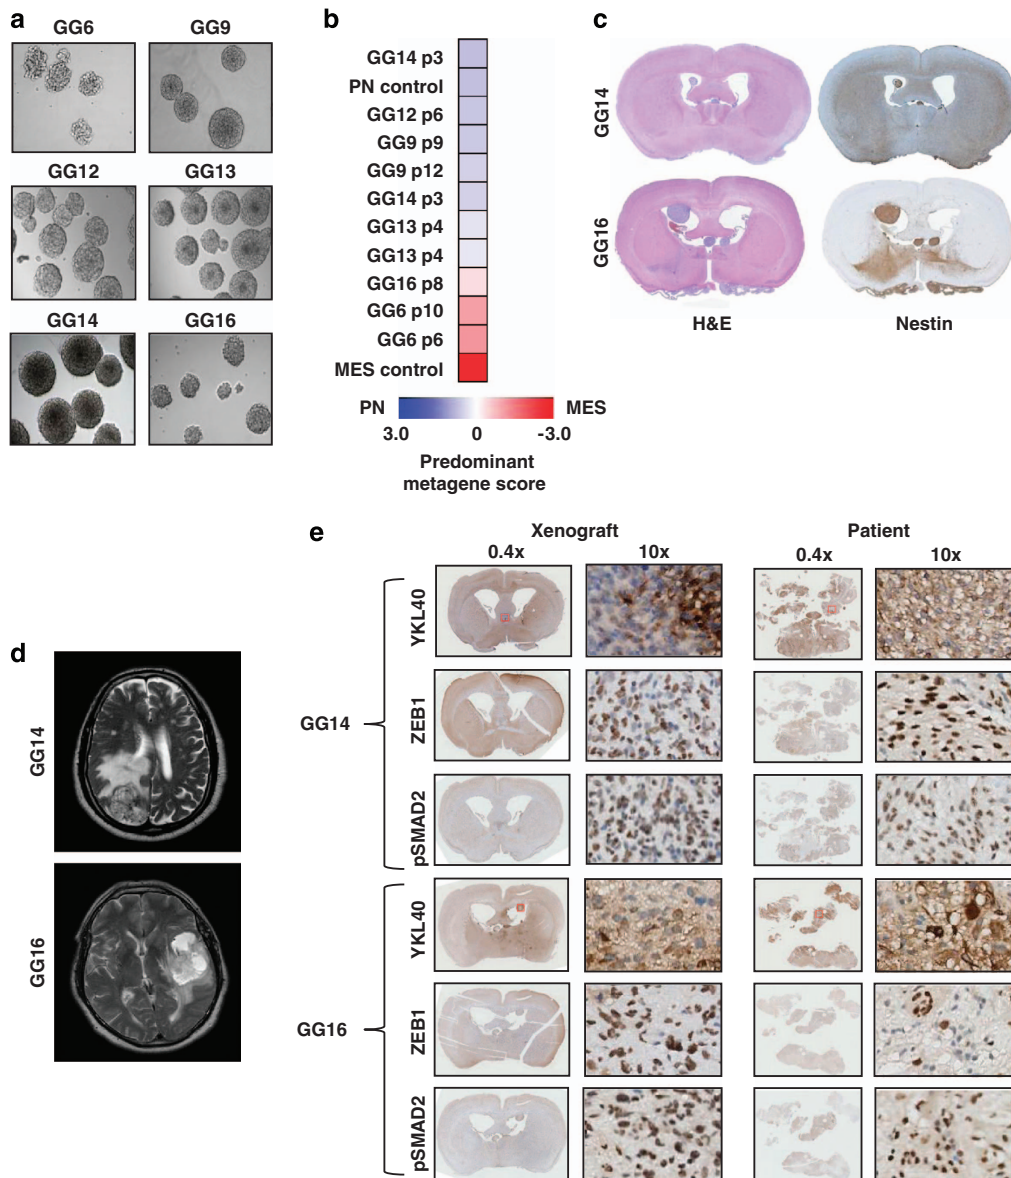 a
GG6 GG9
GG12 GG13
GG14 GG16
b
GG14 p3
PN control
GG12 p6
GG9 p9
GG9 p12
GG14 p3
GG13 p4
GG13 p4
GG16 p8
GG6 p10
GG6 p6
MES control
PN MES
3.0 0 -3.0
Predominant
metagene score
c
GG14
GG16
H&E Nestin
d
GG14
GG16
e
Xenograft Patient
0.4x 10x 0.4x 10x
GG14
YKL40
ZEB1
pSMAD2
GG16
YKL40
ZEB1
pSMAD2